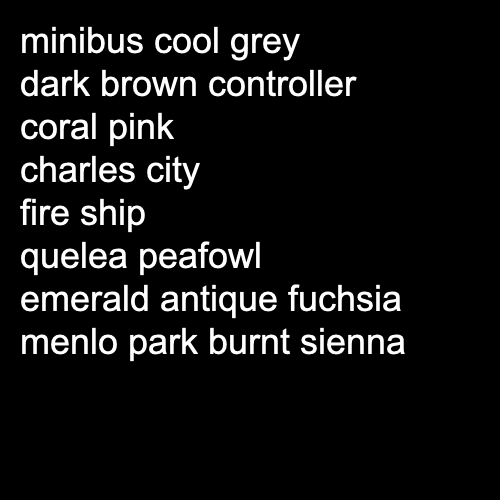 minibus cool grey
dark brown controller
coral pink
charles city
fire ship
quelea peafowl
emerald antique fuchsia
menlo park burnt sienna